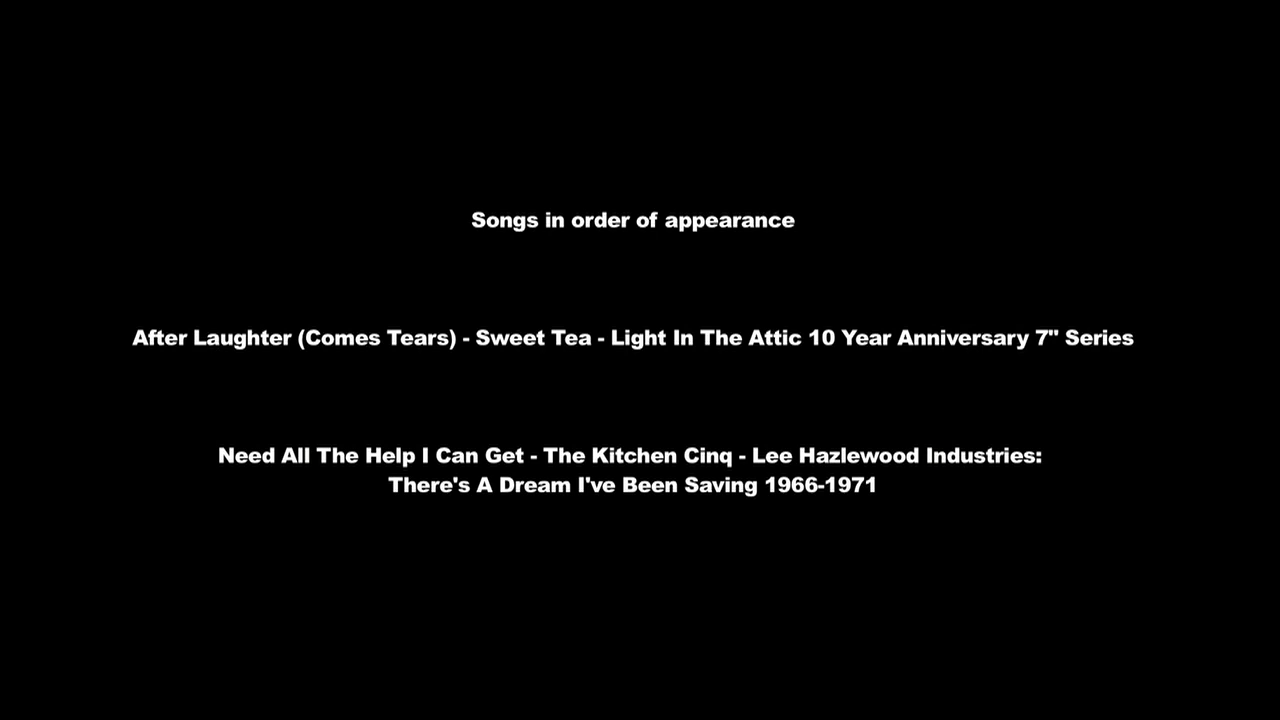 Songs in order of appearance
After Laughter (Comes Tears) - Sweet Tea - Light In The Attic 10 Year Anniversary 7" Series
Need All The Help I Can Get - The Kitchen Cinq - Lee Hazlewood Industries:
There's A Dream I've Been Saving 1966-1971